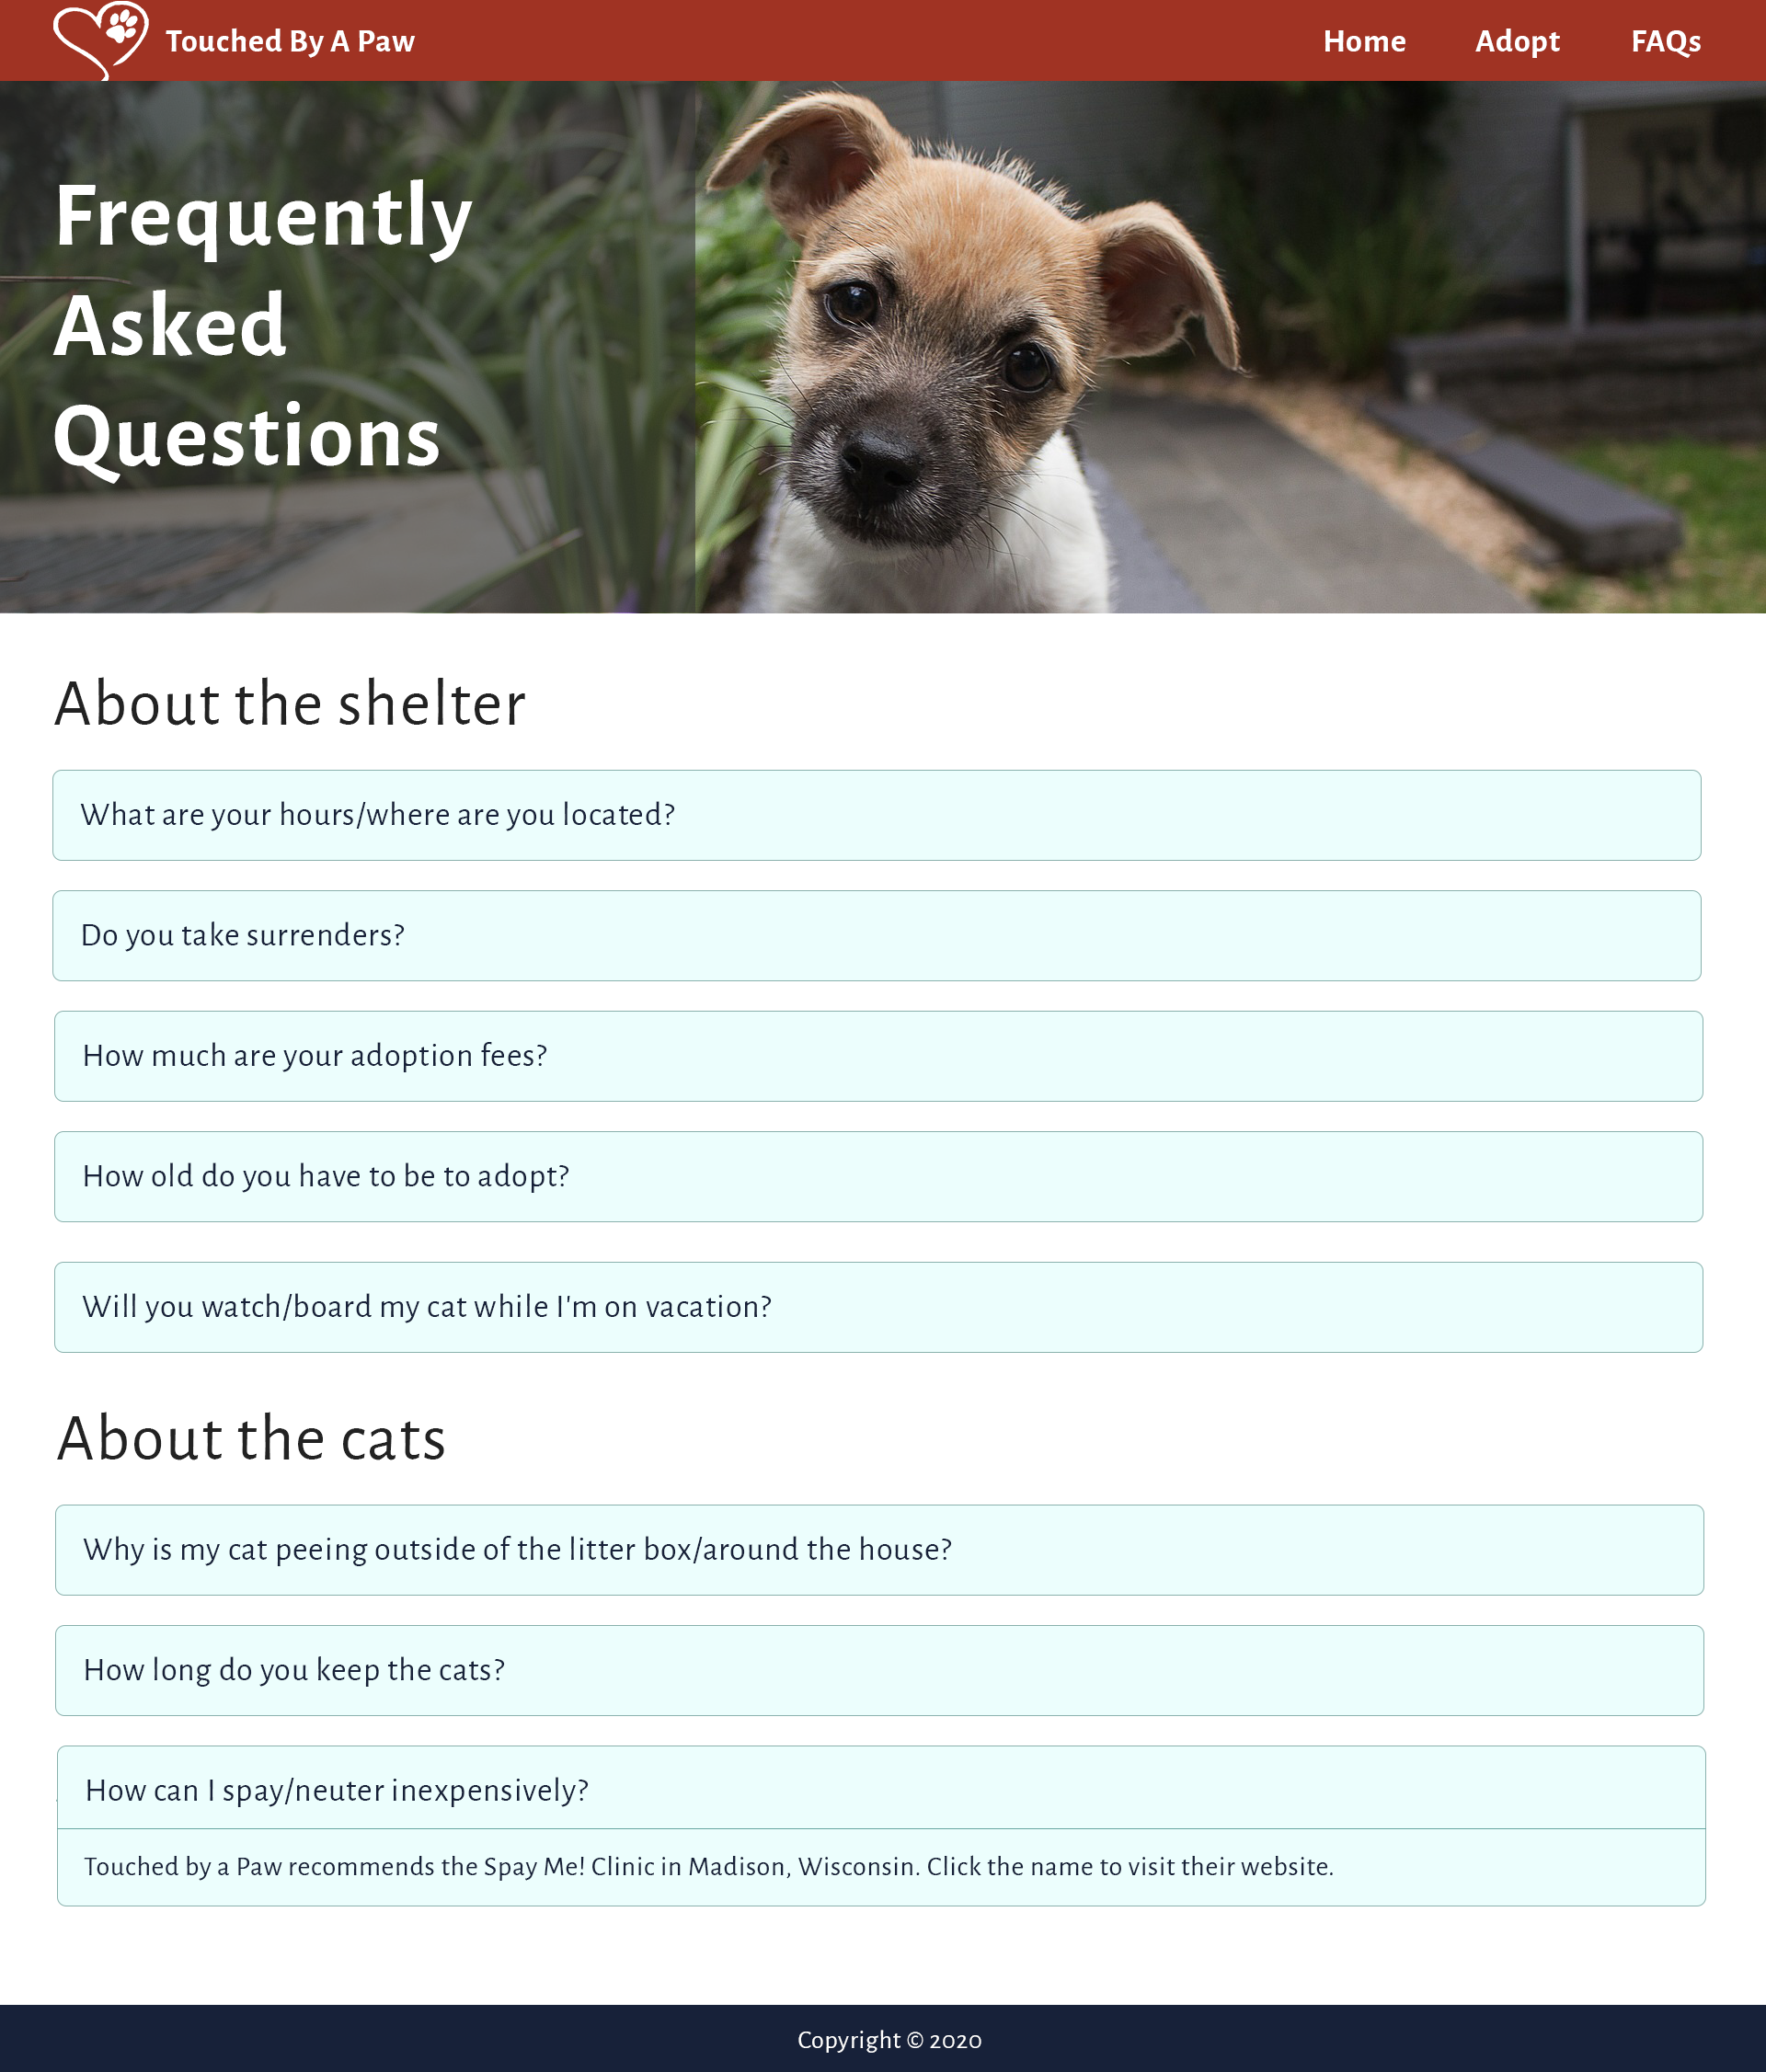 Touched By A Paw
Home
Adopt
FAQs
Frequently
Asked
Questions
About the shelter
What are your hours/where are you located?
Do you take surrenders?
How much are your adoption fees?
How old do you have to be to adopt?
Will you watch/board my cat while I'm on vacation?
About the cats
Why is my cat peeing outside of the litter box/around the house?
How long do you keep the cats?
How can I spay/neuter inexpensively?
Touched by a Paw recommends the Spay Me! Clinic in Madison, Wisconsin. Click the name to visit their website.
Copyright © 2020